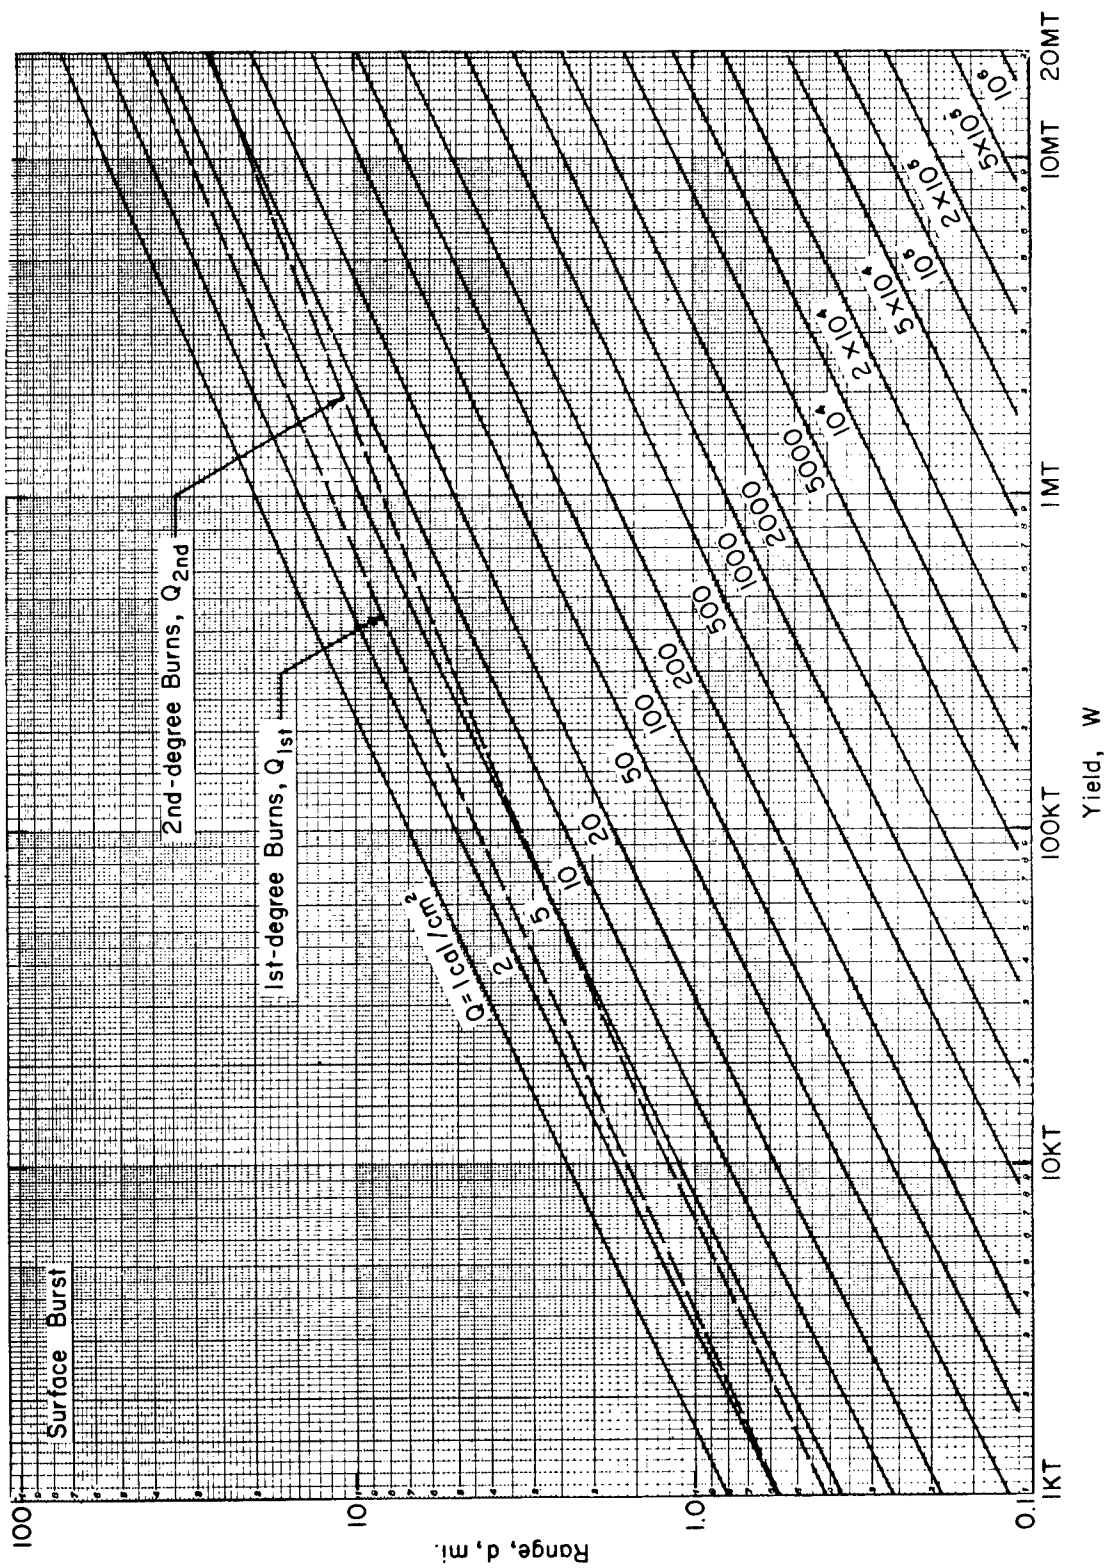 Surface Burst
2nd-degree Burns, Q2nd
1st-degree Burns, Q1st
Q=1cal/cm²
2
5
10
20
50
100
200
500
1000
2000
5000
10⁴
2×10⁴
5×10⁴
10⁵
2×10⁵
5×10⁵
10⁶
100
10
1.0
0.1
Range, d, mi.
1KT
10KT
100KT
1MT
10MT
20MT
Yield, W